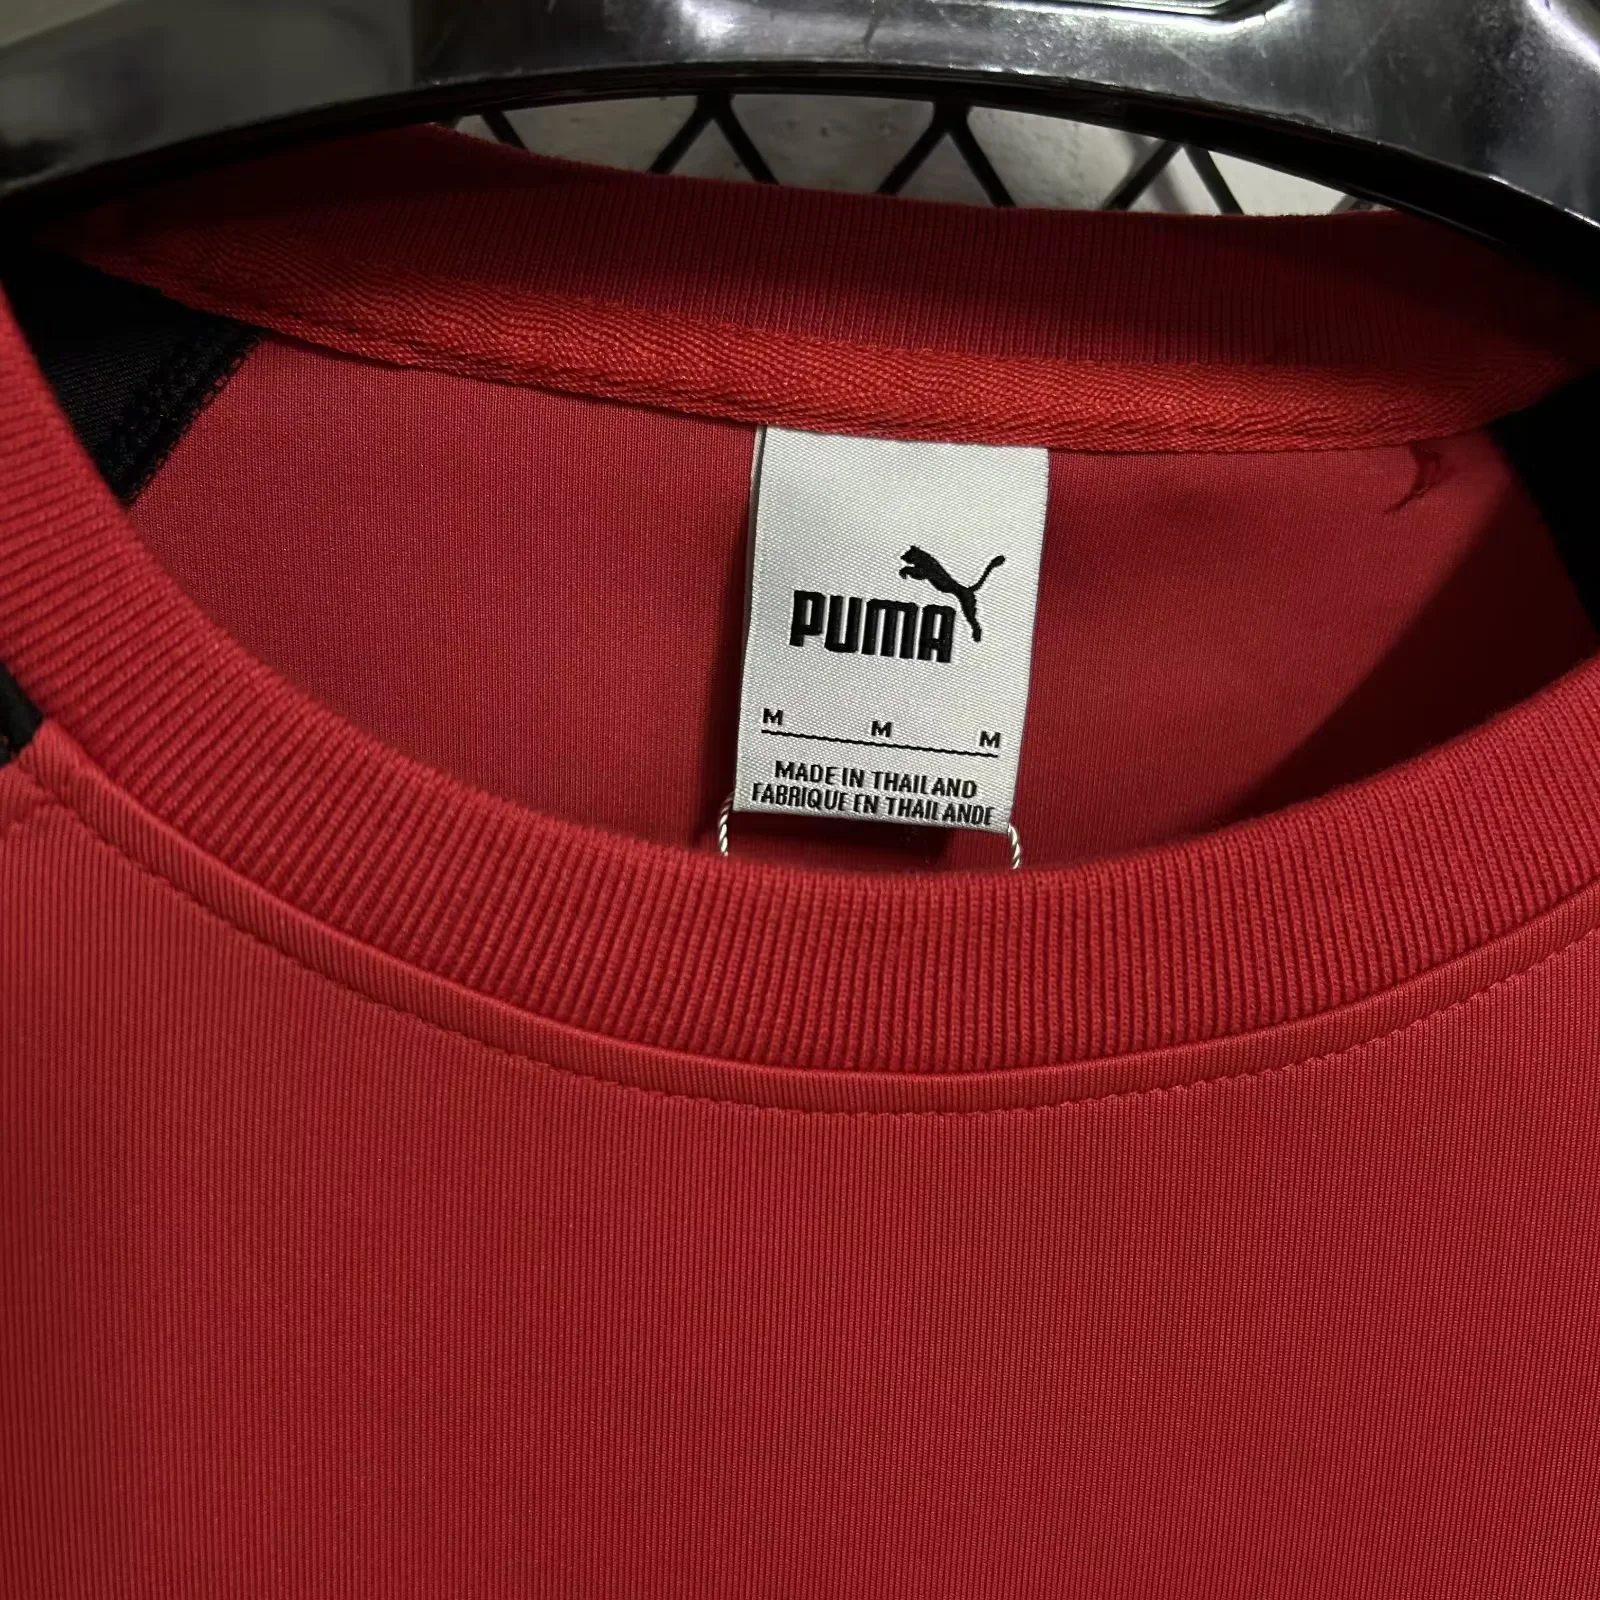 PUMA
M M M
MADE IN THAILAND
FABRIQUE EN THAILANDE